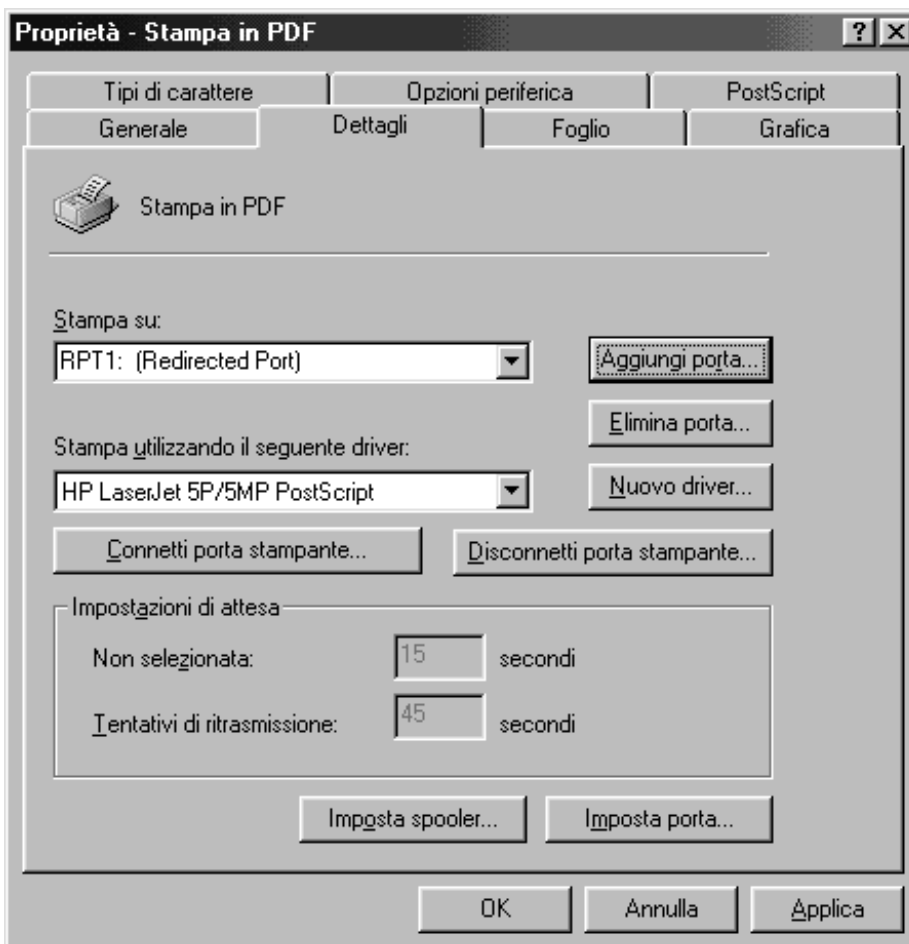 Proprietà - Stampa in PDF
Tipi di carattere Opzioni periferica PostScript
Generale Dettagli Foglio Grafica
Stampa in PDF
Stampa su:
RPT1: (Redirected Port) Aggiungi porta...
Elimina porta...
Stampa utilizzando il seguente driver:
HP LaserJet 5P/5MP PostScript Nuovo driver...
Connetti porta stampante... Disconnetti porta stampante...
Impostazioni di attesa
Non selezionata: 15 secondi
Tentativi di ritrasmissione: 45 secondi
Imposta spooler... Imposta porta...
OK Annulla Applica